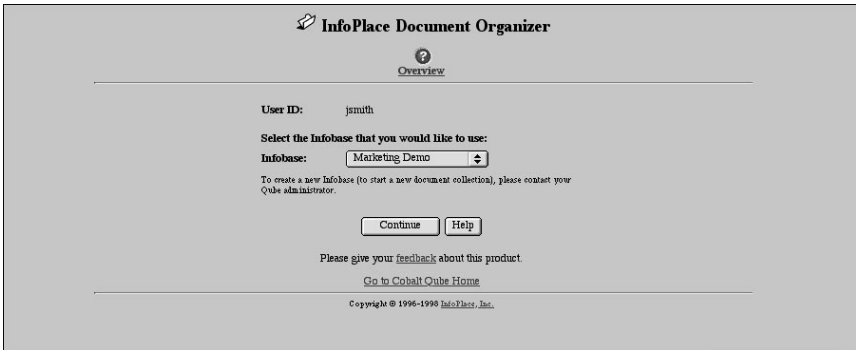 InfoPlace Document Organizer
Overview
User ID: jsmith
Select the Infobase that you would like to use:
Infobase: Marketing Demo
To create a new Infobase (to start a new document collection), please contact your
Qube administrator.
Continue Help
Please give your feedback about this product.
Go to Cobalt Qube Home
Copyright © 1996-1998 InfoPlace, Inc.